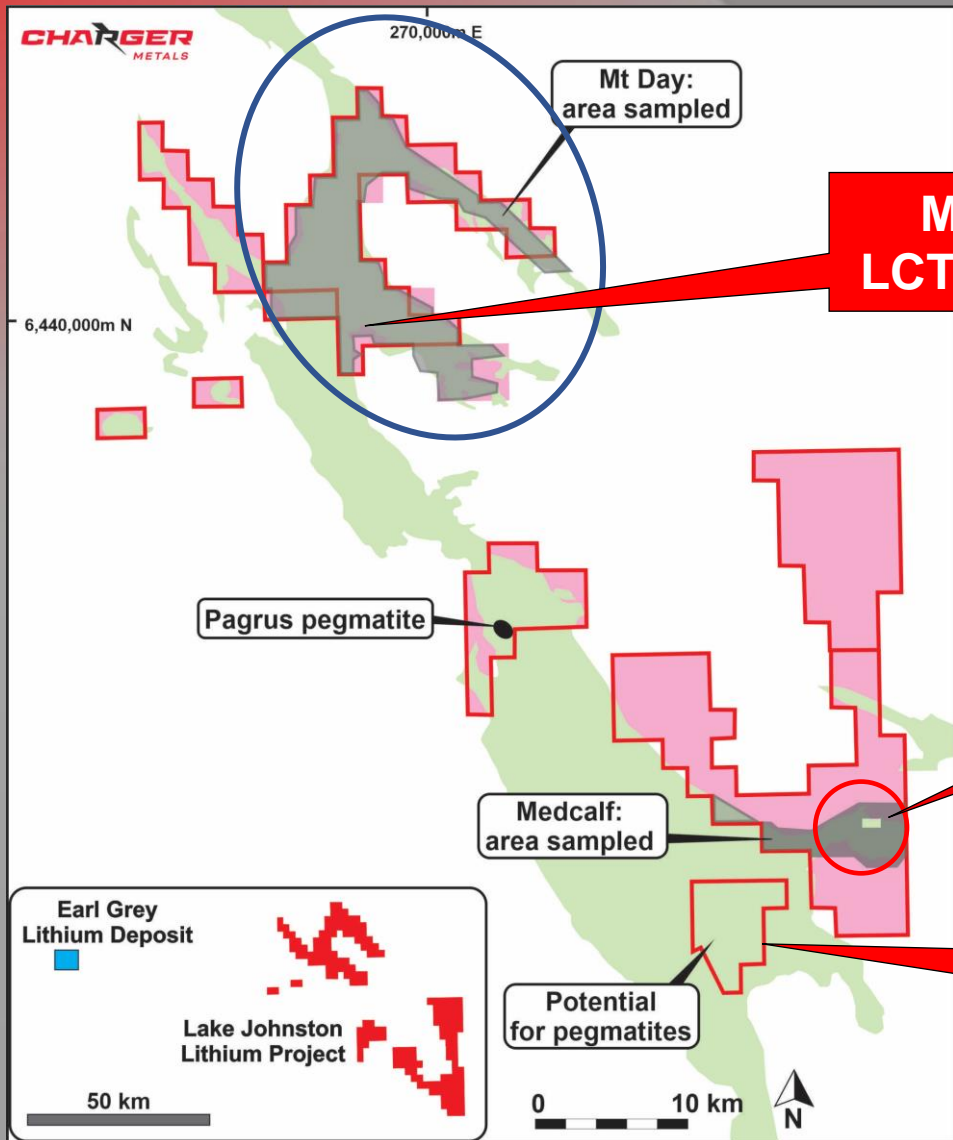 CHARGER
METALS
270,000m E
Mt Day:
area sampled
M
LCT
6,440,000m N
Pagrus pegmatite
Medcalf:
area sampled
Earl Grey
Lithium Deposit
Lake Johnston
Lithium Project
50 km
Potential
for pegmatites
0 10 km
N